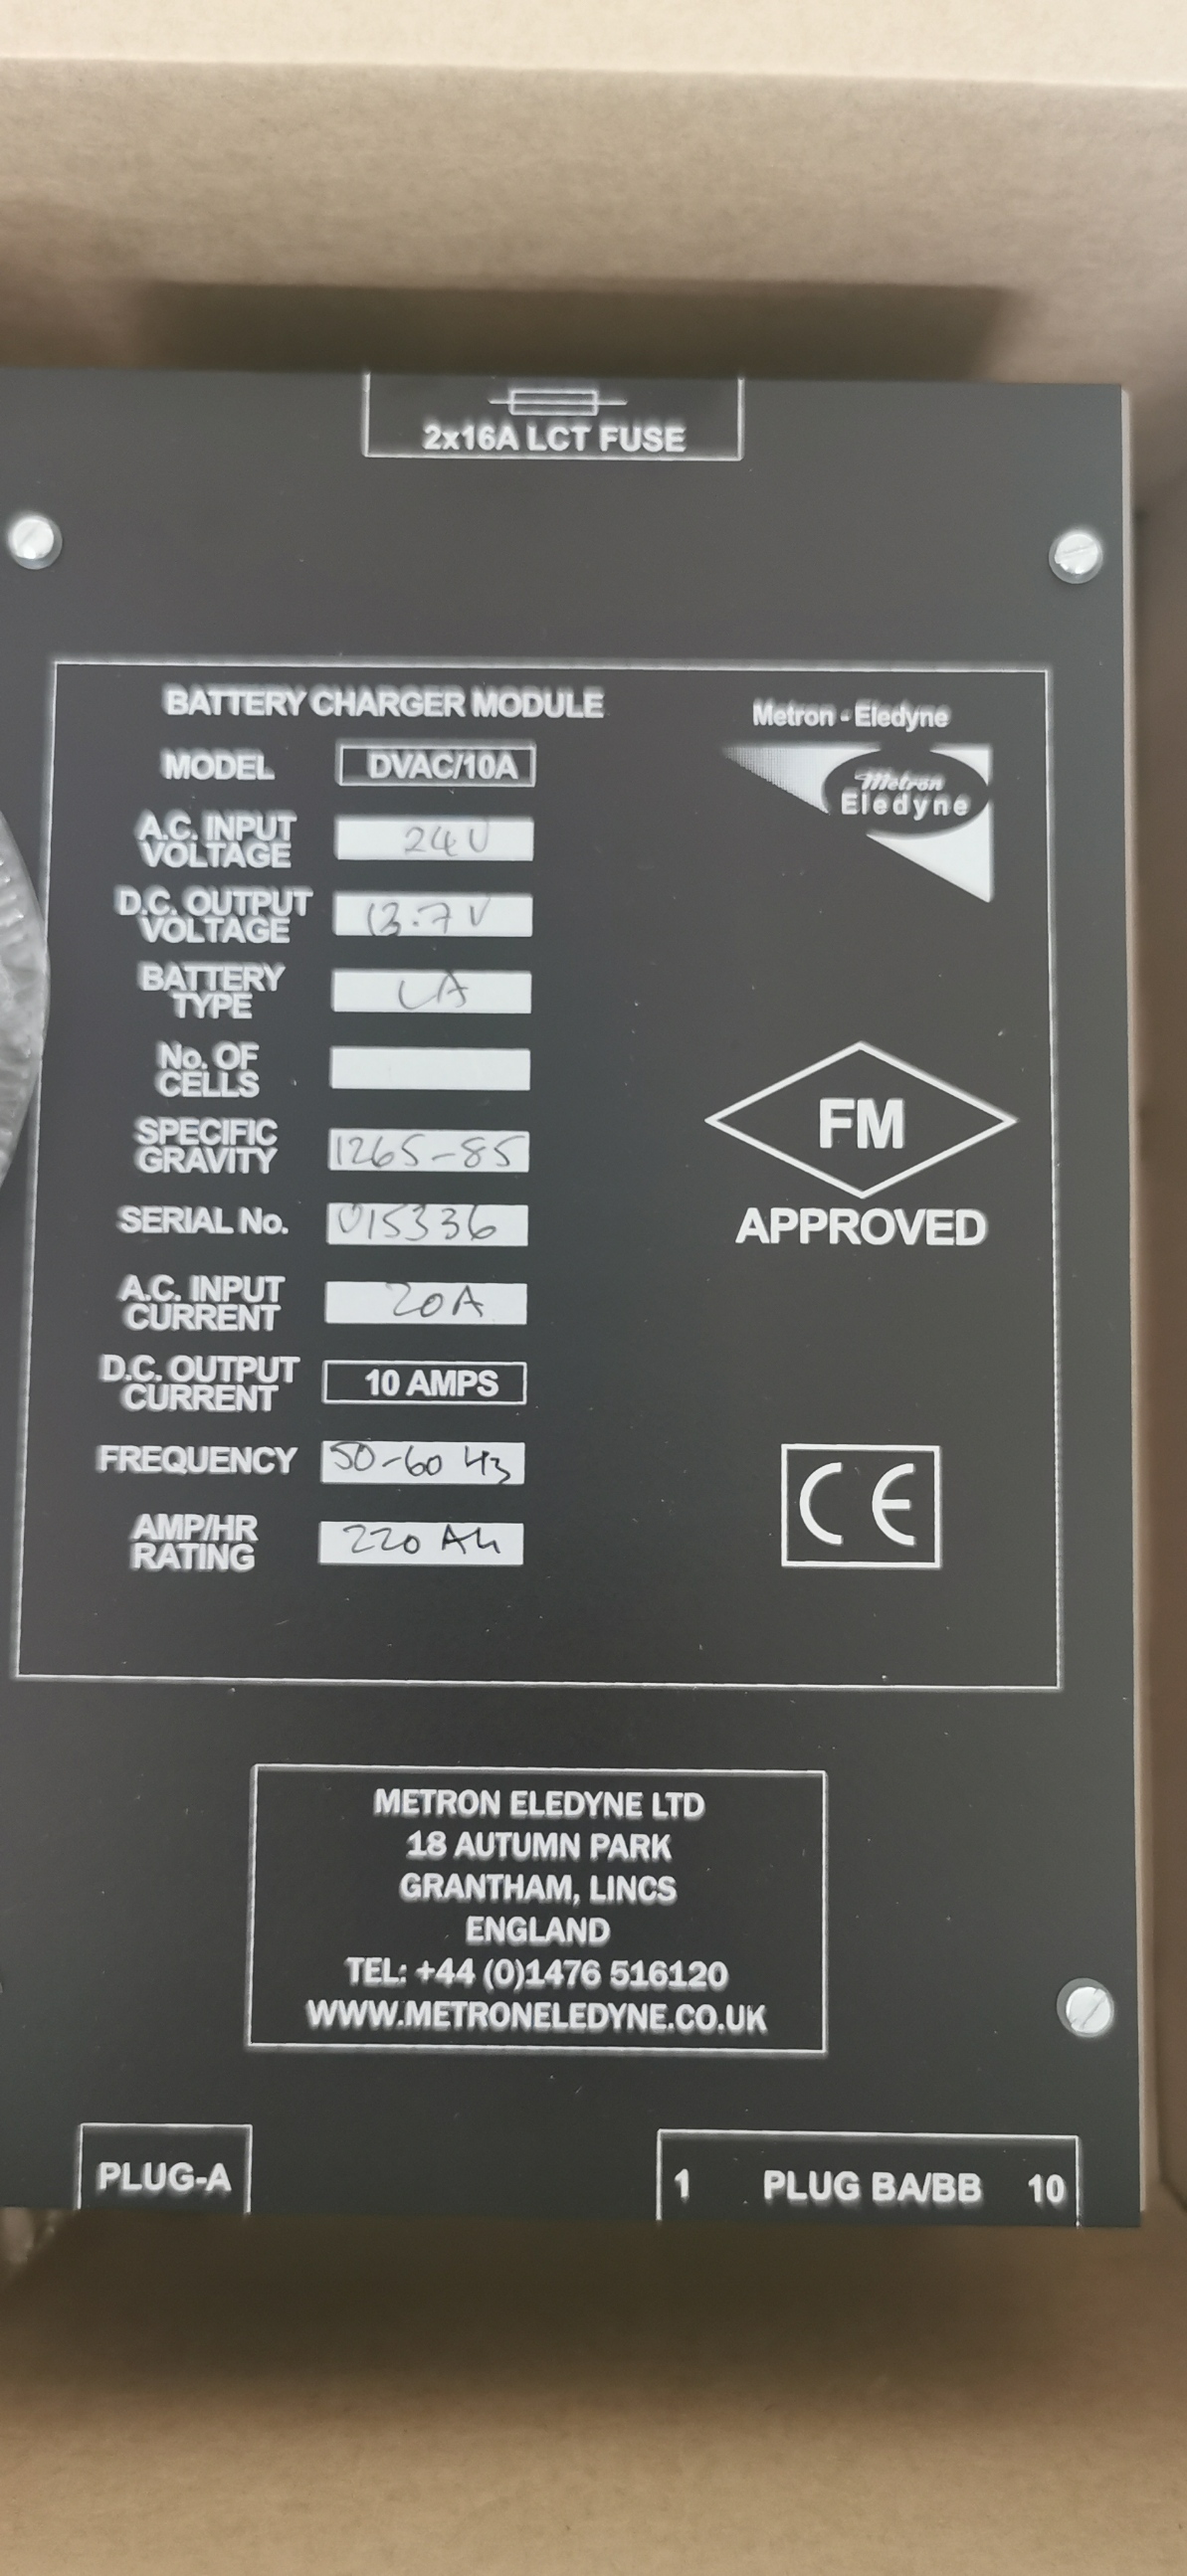 2x16A LCT FUSE
BATTERY CHARGER MODULE
Metron - Eledyne
Metron
Eledyne
MODEL DVAC/10A
A.C. INPUT
VOLTAGE 24V
D.C. OUTPUT
VOLTAGE 13.7V
BATTERY
TYPE LA
No. OF
CELLS
SPECIFIC
GRAVITY 1265-85
SERIAL No. 015336
A.C. INPUT
CURRENT 20A
D.C. OUTPUT
CURRENT 10 AMPS
FREQUENCY 50-60 Hz
AMP/HR
RATING 220 Ah
FM
APPROVED
CE
METRON ELEDYNE LTD
18 AUTUMN PARK
GRANTHAM, LINCS
ENGLAND
TEL: +44 (0)1476 516120
WWW.METRONELEDYNE.CO.UK
PLUG-A
1 PLUG BA/BB 10